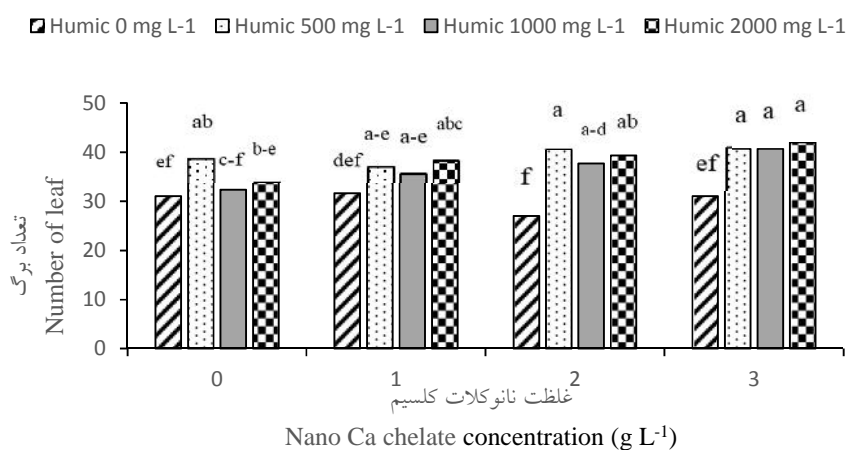 Humic 0 mg L-1 Humic 500 mg L-1 Humic 1000 mg L-1 Humic 2000 mg L-1
50
40
30
20
10
0
تعداد برگ
Number of leaf
ef ab c-f b-e def a-e a-e abc f a a-d ab ef a a a
0 1 2 3
غلظت نانوکلات کلسیم
Nano Ca chelate concentration (g L-1)